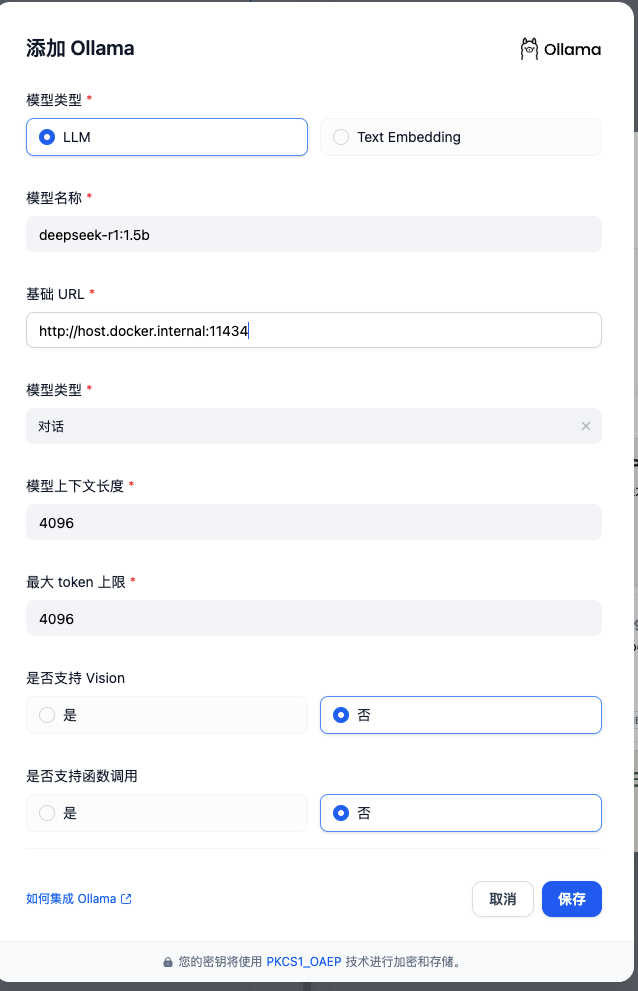 添加 Ollama
Ollama
模型类型 *
LLM
Text Embedding
模型名称 *
deepseek-r1:1.5b
基础 URL *
http://host.docker.internal:11434
模型类型 *
对话
模型上下文长度 *
4096
最大 token 上限 *
4096
是否支持 Vision
是
否
是否支持函数调用
是
否
如何集成 Ollama
取消
保存
您的密钥将使用 PKCS1_OAEP 技术进行加密和存储。